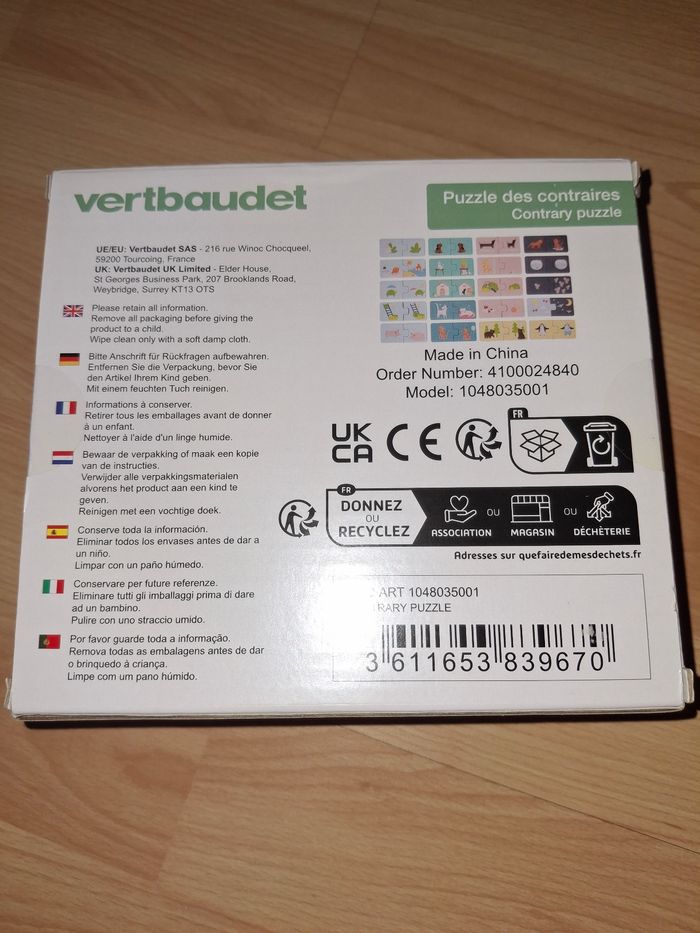 vertbaudet
Puzzle des contraires
Contrary puzzle
UE/EU: Vertbaudet SAS - 216 rue Winoc Chocqueel,
59200 Tourcoing, France
UK: Vertbaudet UK Limited - Elder House,
St Georges Business Park, 207 Brooklands Road,
Weybridge, Surrey KT13 OTS
Please retain all information.
Remove all packaging before giving the
product to a child.
Wipe clean only with a soft damp cloth.
Bitte Anschrift für Rückfragen aufbewahren.
Entfernen Sie die Verpackung, bevor Sie
den Artikel Ihrem Kind geben.
Mit einem feuchten Tuch reinigen.
Informations à conserver.
Retirer tous les emballages avant de donner
à un enfant.
Nettoyer à l'aide d'un linge humide.
Bewaar de verpakking of maak een kopie
van de instructies.
Verwijder alle verpakkingsmaterialen
alvorens het product aan een kind te
geven.
Reinigen met een vochtige doek.
Conserve toda la información.
Eliminar todos los envases antes de dar a
un niño.
Limpar con un paño húmedo.
Conservare per future referenze.
Eliminare tutti gli imballaggi prima di dare
ad un bambino.
Pulire con uno straccio umido.
Por favor guarde toda a informação.
Remova todas as embalagens antes de dar
o brinquedo à criança.
Limpe com um pano húmido.
Made in China
Order Number: 4100024840
Model: 1048035001
UK
CA
CE
FR
FR
DONNEZ
OU
RECYCLEZ
ASSOCIATION
OU
MAGASIN
OU
DÉCHÈTERIE
Adresses sur quefairedemesdechets.fr
ART 1048035001
RARY PUZZLE
3 611653 839670